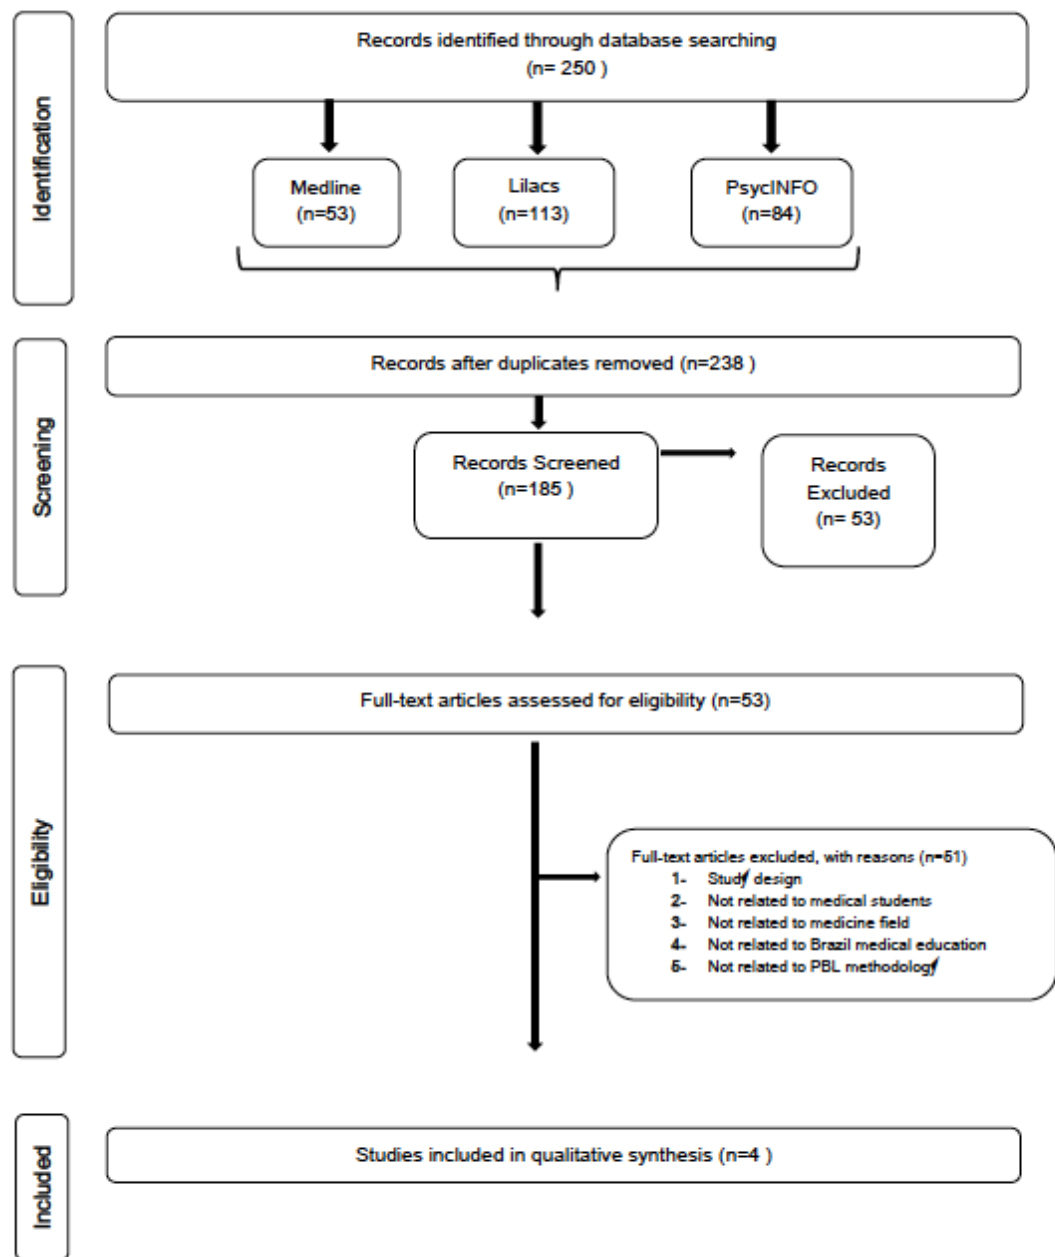 Identification
Records identified through database searching
(n= 250 )
Medline
(n=53)
Lilacs
(n=113)
PsycINFO
(n=84)
Screening
Records after duplicates removed (n=238 )
Records Screened
(n=185 )
Records
Excluded
(n= 53)
Eligibility
Full-text articles assessed for eligibility (n=53)
Full-text articles excluded, with reasons (n=51)
1- Study design
2- Not related to medical students
3- Not related to medicine field
4- Not related to Brazil medical education
5- Not related to PBL methodology
Included
Studies included in qualitative synthesis (n=4 )